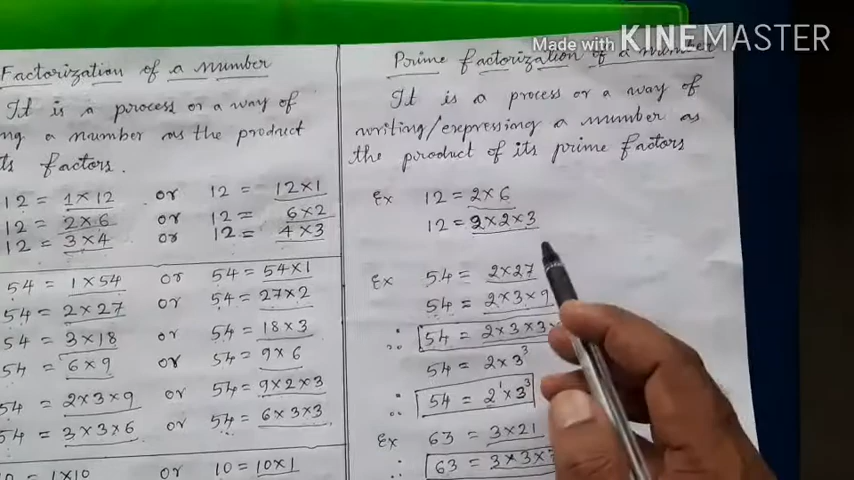 Made with KINEMASTER
Factorization of a number
It is a process or a way of
a number as the product
factors.
12 = 1×12 or 12 = 12×1
12 = 2×6 or 12 = 6×2
12 = 3×4 or 12 = 4×3
54 = 1×54 or 54 = 54×1
54 = 2×27 or 54 = 27×2
54 = 3×18 or 54 = 18×3
54 = 6×9 or 54 = 9×6
54 = 2×3×9 or 54 = 9×2×3
54 = 3×3×6 or 54 = 6×3×3
= 1×10 or 10 = 10×1
Prime factorization of a number
It is a process or a way of
writing/expressing a number as
the product of its prime factors
Ex 12 = 2×6
12 = 2×2×3
Ex 54 = 2×27
54 = 2×3×9
∴ 54 = 2×3×3×
54 = 2×3³
∴ 54 = 2¹×3³
Ex 63 = 3×21
∴ 63 = 3×3×7